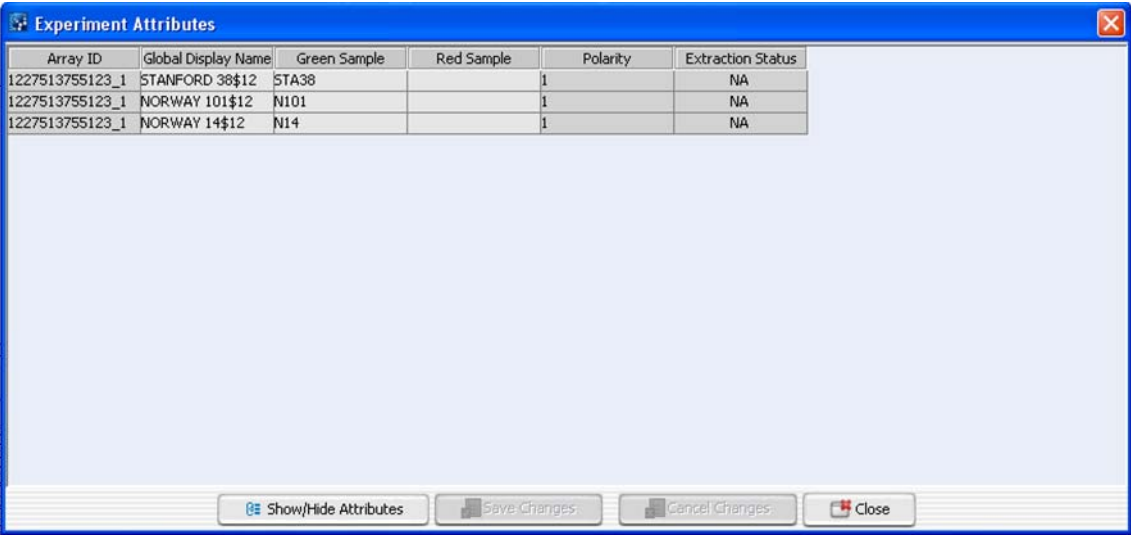 Experiment Attributes
Array ID Global Display Name Green Sample Red Sample Polarity Extraction Status
1227513755123_1 STANFORD 38$12 STA38 1 NA
1227513755123_1 NORWAY 101$12 N101 1 NA
1227513755123_1 NORWAY 14$12 N14 1 NA
Show/Hide Attributes Save Changes Cancel Changes Close